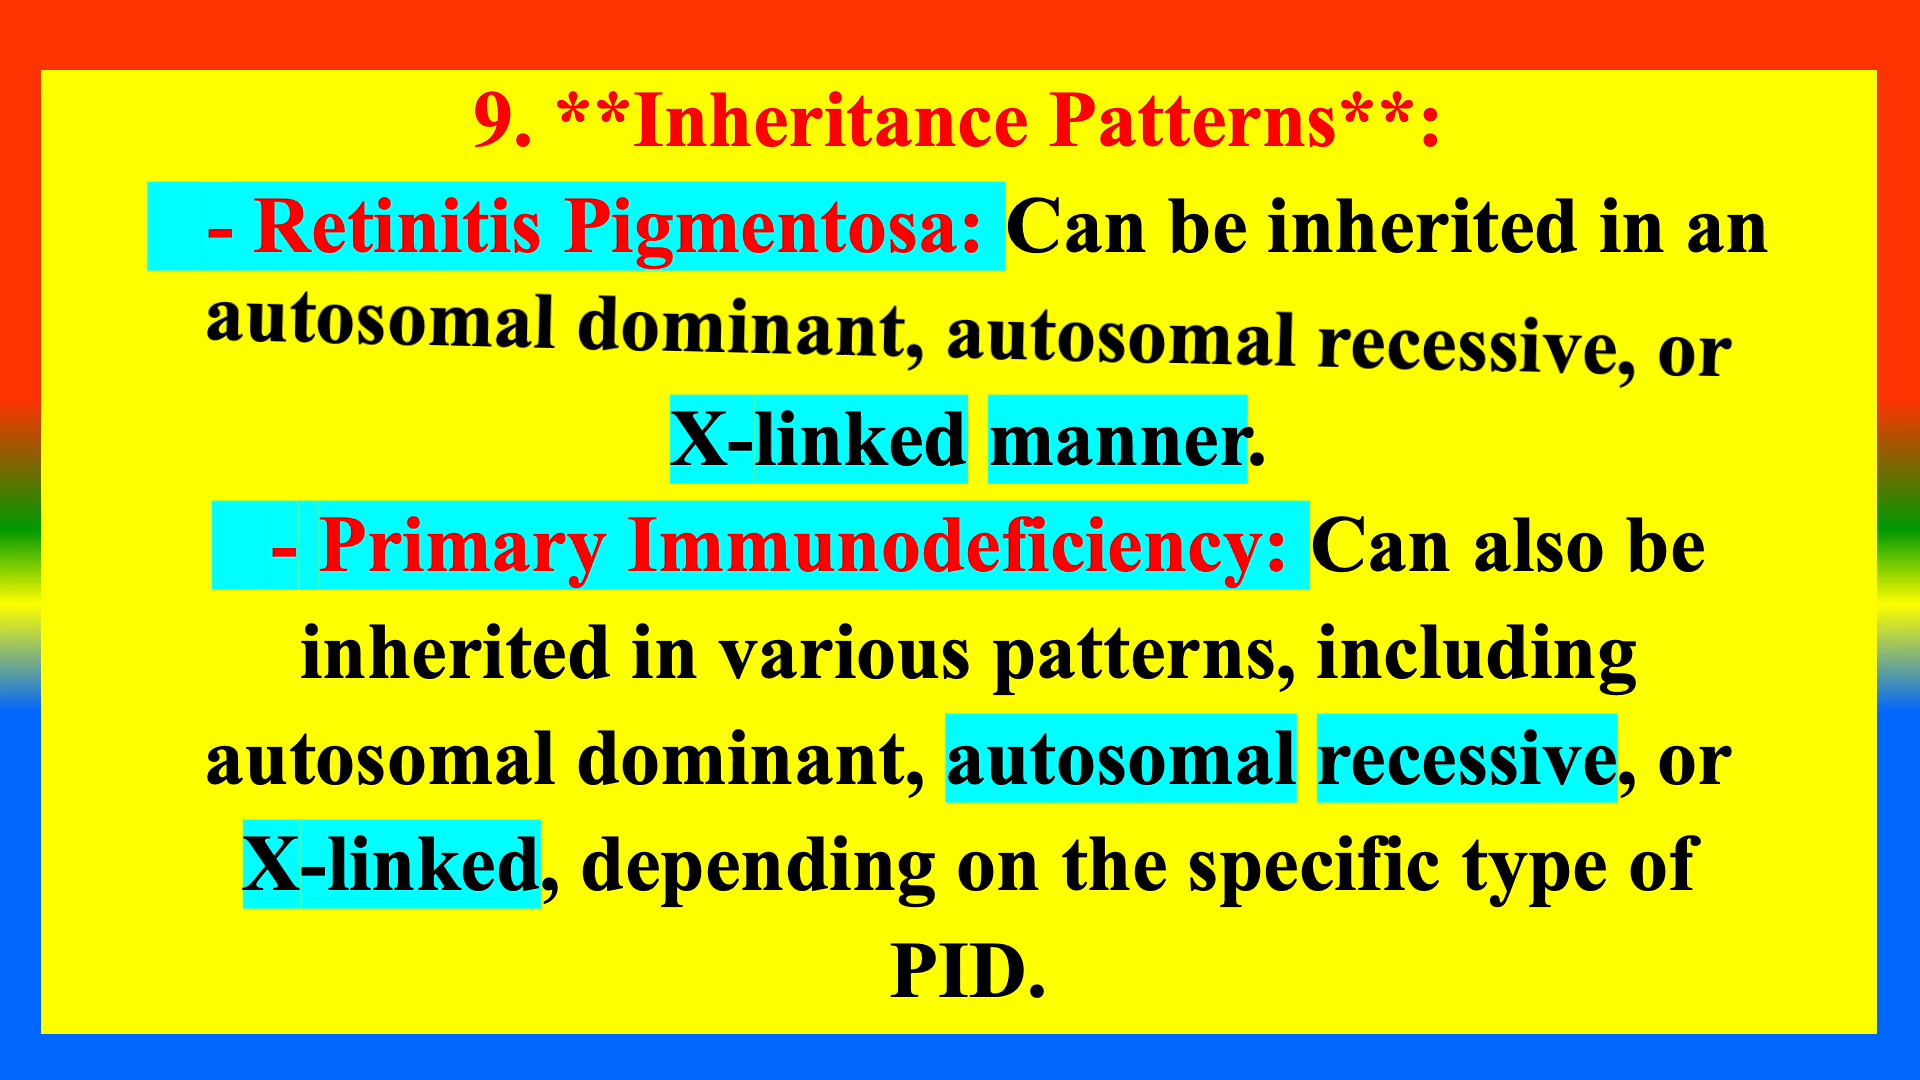 9. **Inheritance Patterns**:
- Retinitis Pigmentosa: Can be inherited in an
autosomal dominant, autosomal recessive, or
X-linked manner.
- Primary Immunodeficiency: Can also be
inherited in various patterns, including
autosomal dominant, autosomal recessive, or
X-linked, depending on the specific type of
PID.